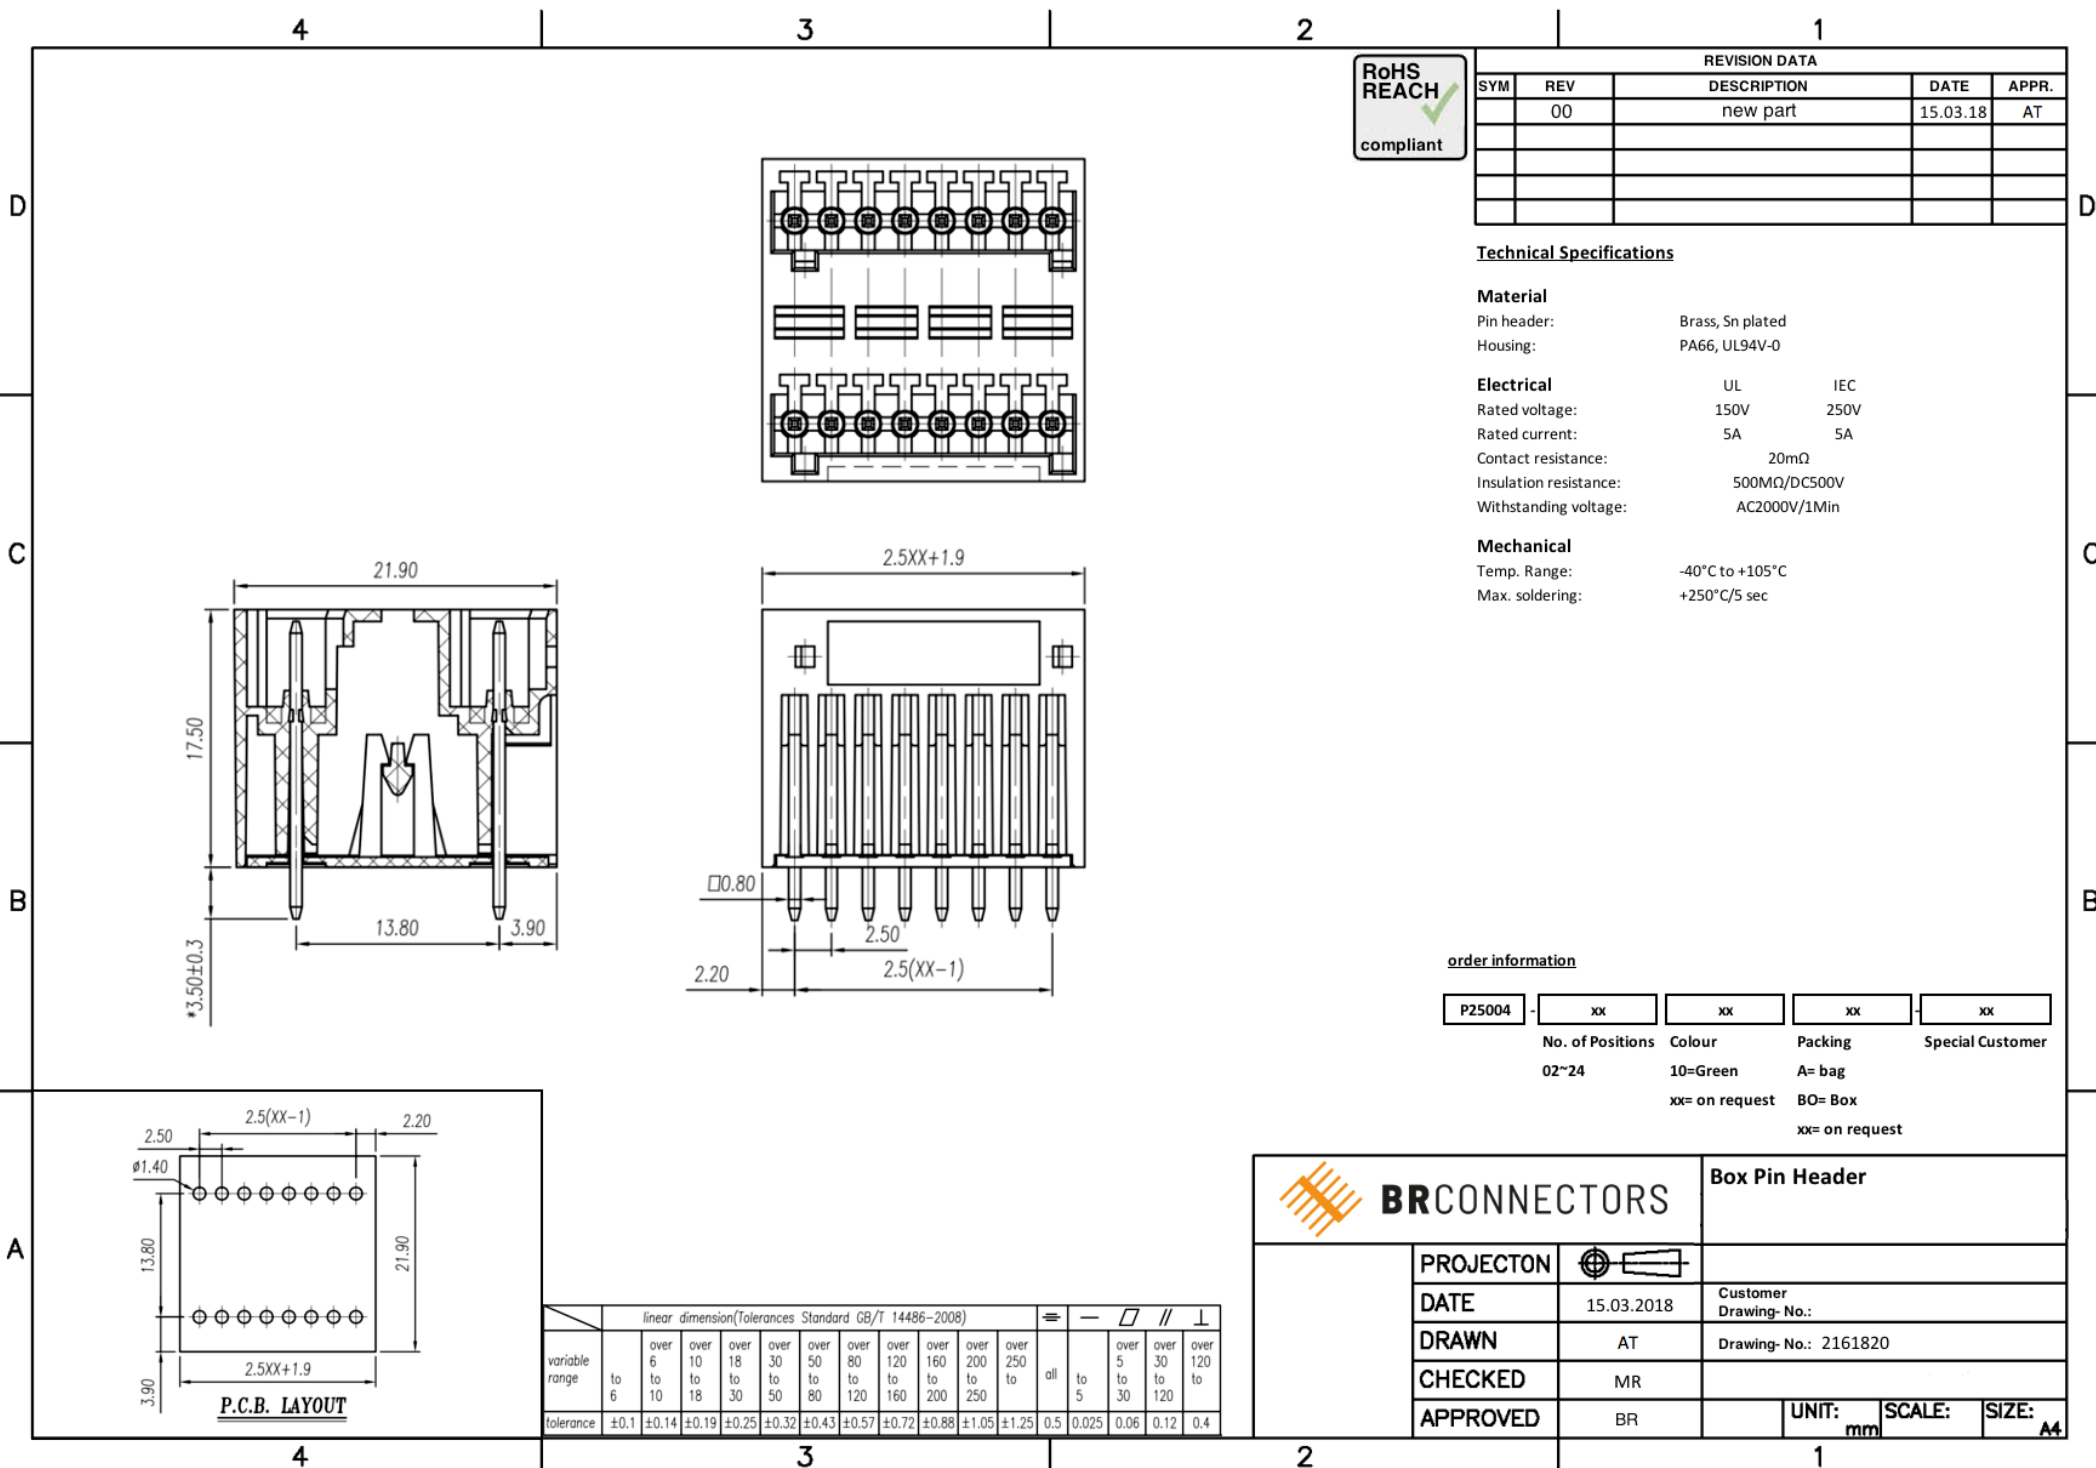 4 3 2 1
RoHS
REACH
compliant
REVISION DATA
SYM REV DESCRIPTION DATE APPR.
00 new part 15.03.18 AT
D D
Technical Specifications
Material
Pin header: Brass, Sn plated
Housing: PA66, UL94V-0
Electrical UL IEC
Rated voltage: 150V 250V
Rated current: 5A 5A
Contact resistance: 20mΩ
Insulation resistance: 500MΩ/DC500V
Withstanding voltage: AC2000V/1Min
Mechanical
Temp. Range: -40°C to +105°C
Max. soldering: +250°C/5 sec
C C
21.90
17.50
*3.50±0.3
13.80 3.90
2.5XX+1.9
□0.80
2.50
2.20 2.5(XX-1)
B B
order information
P25004 - xx xx xx - xx
No. of Positions Colour Packing Special Customer
02~24 10=Green A= bag
xx= on request BO= Box
xx= on request
2.5(XX-1) 2.20
2.50
ø1.40
13.80
21.90
3.90
2.5XX+1.9
P.C.B. LAYOUT
A
linear dimension(Tolerances Standard GB/T 14486-2008) ⌯ — ▱ // ⊥
variable range to 6 over 6 to 10 over 10 to 18 over 18 to 30 over 30 to 50 over 50 to 80 over 80 to 120 over 120 to 160 over 160 to 200 over 200 to 250 over 250 to all to 5 over 5 to 30 over 30 to 120 over 120 to
tolerance ±0.1 ±0.14 ±0.19 ±0.25 ±0.32 ±0.43 ±0.57 ±0.72 ±0.88 ±1.05 ±1.25 0.5 0.025 0.06 0.12 0.4
BRCONNECTORS
Box Pin Header
PROJECTON
DATE 15.03.2018
Customer
Drawing- No.:
DRAWN AT
Drawing- No.: 2161820
CHECKED MR
APPROVED BR
UNIT: mm SCALE: SIZE: A4
A
4 3 2 1